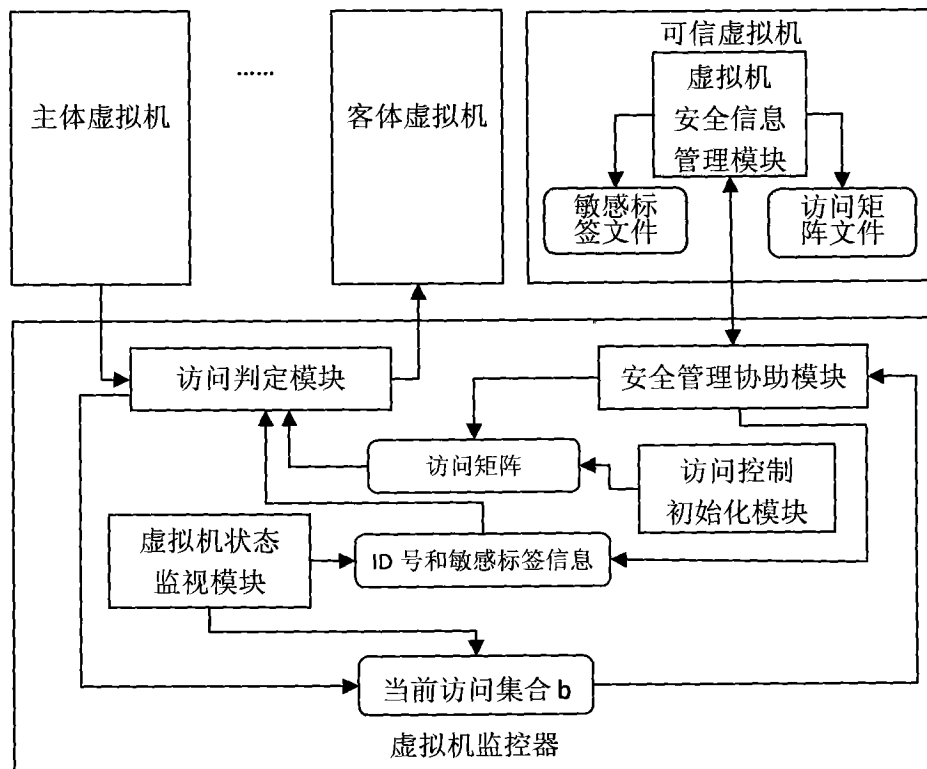 主体虚拟机
……
客体虚拟机
可信虚拟机
虚拟机
安全信息
管理模块
敏感标
签文件
访问矩
阵文件
访问判定模块
安全管理协助模块
访问矩阵
访问控制
初始化模块
虚拟机状态
监视模块
ID 号和敏感标签信息
当前访问集合 b
虚拟机监控器